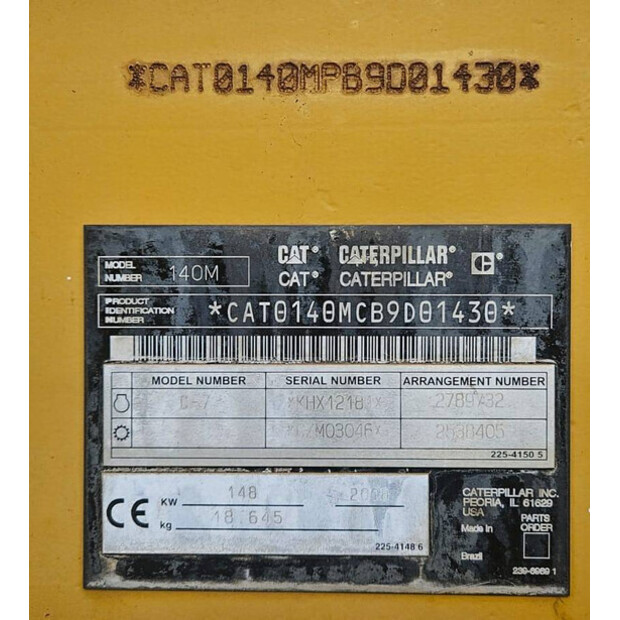 *CAT0140MPB9D01430*
CAT® CATERPILLAR® C
CAT® CATERPILLAR®
MODEL NUMBER 140M
PRODUCT IDENTIFICATION NUMBER *CAT0140MCB9D01430*
MODEL NUMBER SERIAL NUMBER ARRANGEMENT NUMBER
C-7
225-4150 5
CE
KW 148
kg 18.645
225-4148 6
CATERPILLAR INC.
PEORIA, IL 61629
USA
Made In
Brazil
PARTS
ORDER
239-6969 1